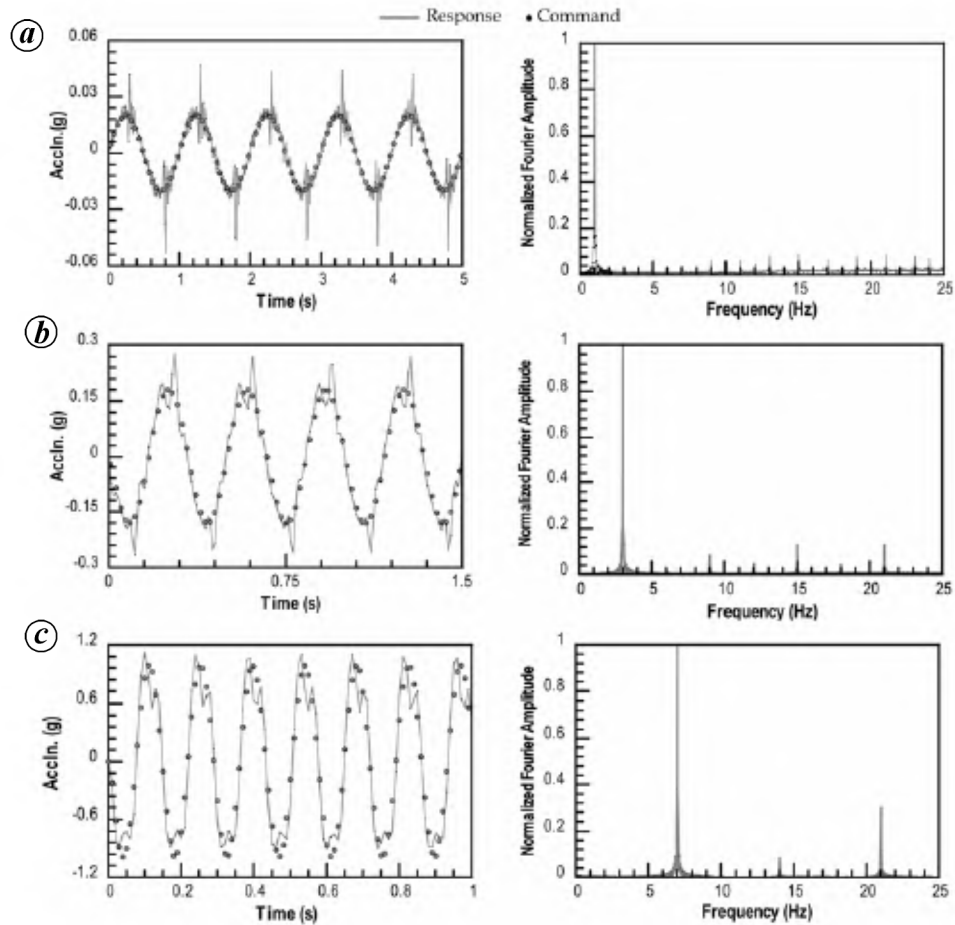 Response Command
a
0.06
0.03
0
-0.03
-0.06
Accln.(g)
0 1 2 3 4 5
Time (s)
1
0.8
0.6
0.4
0.2
0
Normalized Fourier Amplitude
0 5 10 15 20 25
Frequency (Hz)
b
0.3
0.15
0
-0.15
-0.3
Accln. (g)
0 0.75 1.5
Time (s)
1
0.8
0.6
0.4
0.2
0
Normalized Fourier Amplitude
0 5 10 15 20 25
Frequency (Hz)
c
1.2
0.6
0
-0.6
-1.2
Accln. (g)
0 0.2 0.4 0.6 0.8 1
Time (s)
1
0.8
0.6
0.4
0.2
0
Normalized Fourier Amplitude
0 5 10 15 20 25
Frequency (Hz)